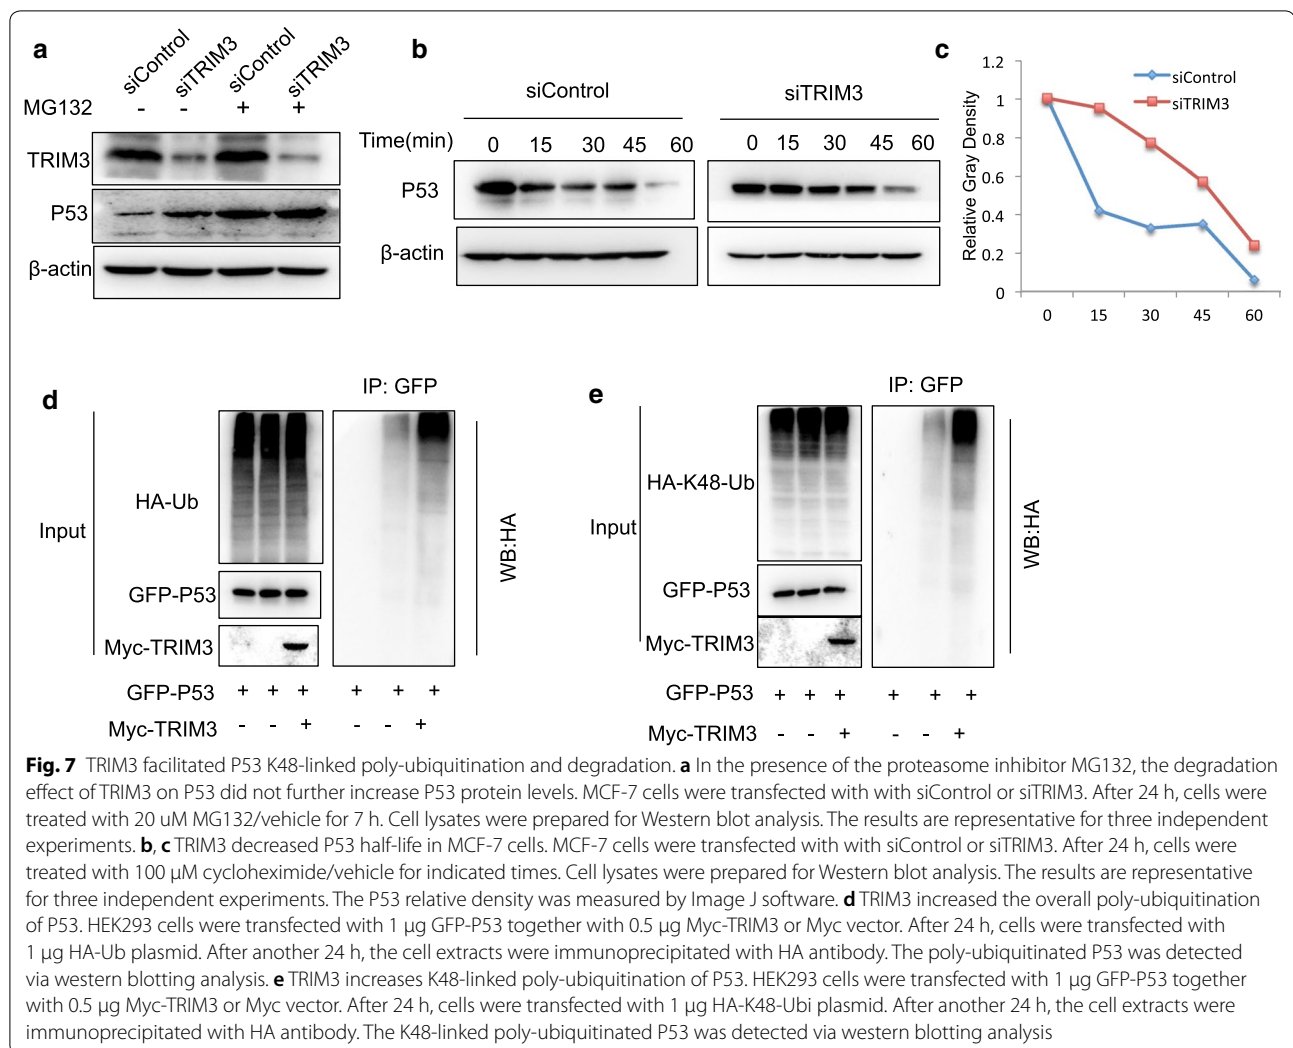 a
siControl siTRIM3 siControl siTRIM3
MG132 - - + +
TRIM3
P53
β-actin
b
siControl siTRIM3
Time(min) 0 15 30 45 60 0 15 30 45 60
P53
β-actin
c
siControl
siTRIM3
Relative Gray Density
1.2
1
0.8
0.6
0.4
0.2
0
0 15 30 45 60
d
IP: GFP
Input
HA-Ub
GFP-P53
Myc-TRIM3
WB:HA
GFP-P53 + + + + + +
Myc-TRIM3 - - + - - +
e
IP: GFP
Input
HA-K48-Ub
GFP-P53
Myc-TRIM3
WB:HA
GFP-P53 + + + + + +
Myc-TRIM3 - - + - - +
Fig. 7 TRIM3 facilitated P53 K48-linked poly-ubiquitination and degradation. a In the presence of the proteasome inhibitor MG132, the degradation
effect of TRIM3 on P53 did not further increase P53 protein levels. MCF-7 cells were transfected with with siControl or siTRIM3. After 24 h, cells were
treated with 20 uM MG132/vehicle for 7 h. Cell lysates were prepared for Western blot analysis. The results are representative for three independent
experiments. b, c TRIM3 decreased P53 half-life in MCF-7 cells. MCF-7 cells were transfected with with siControl or siTRIM3. After 24 h, cells were
treated with 100 µM cycloheximide/vehicle for indicated times. Cell lysates were prepared for Western blot analysis. The results are representative
for three independent experiments. The P53 relative density was measured by Image J software. d TRIM3 increased the overall poly-ubiquitination
of P53. HEK293 cells were transfected with 1 µg GFP-P53 together with 0.5 µg Myc-TRIM3 or Myc vector. After 24 h, cells were transfected with
1 µg HA-Ub plasmid. After another 24 h, the cell extracts were immunoprecipitated with HA antibody. The poly-ubiquitinated P53 was detected
via western blotting analysis. e TRIM3 increases K48-linked poly-ubiquitination of P53. HEK293 cells were transfected with 1 µg GFP-P53 together
with 0.5 µg Myc-TRIM3 or Myc vector. After 24 h, cells were transfected with 1 µg HA-K48-Ubi plasmid. After another 24 h, the cell extracts were
immunoprecipitated with HA antibody. The K48-linked poly-ubiquitinated P53 was detected via western blotting analysis